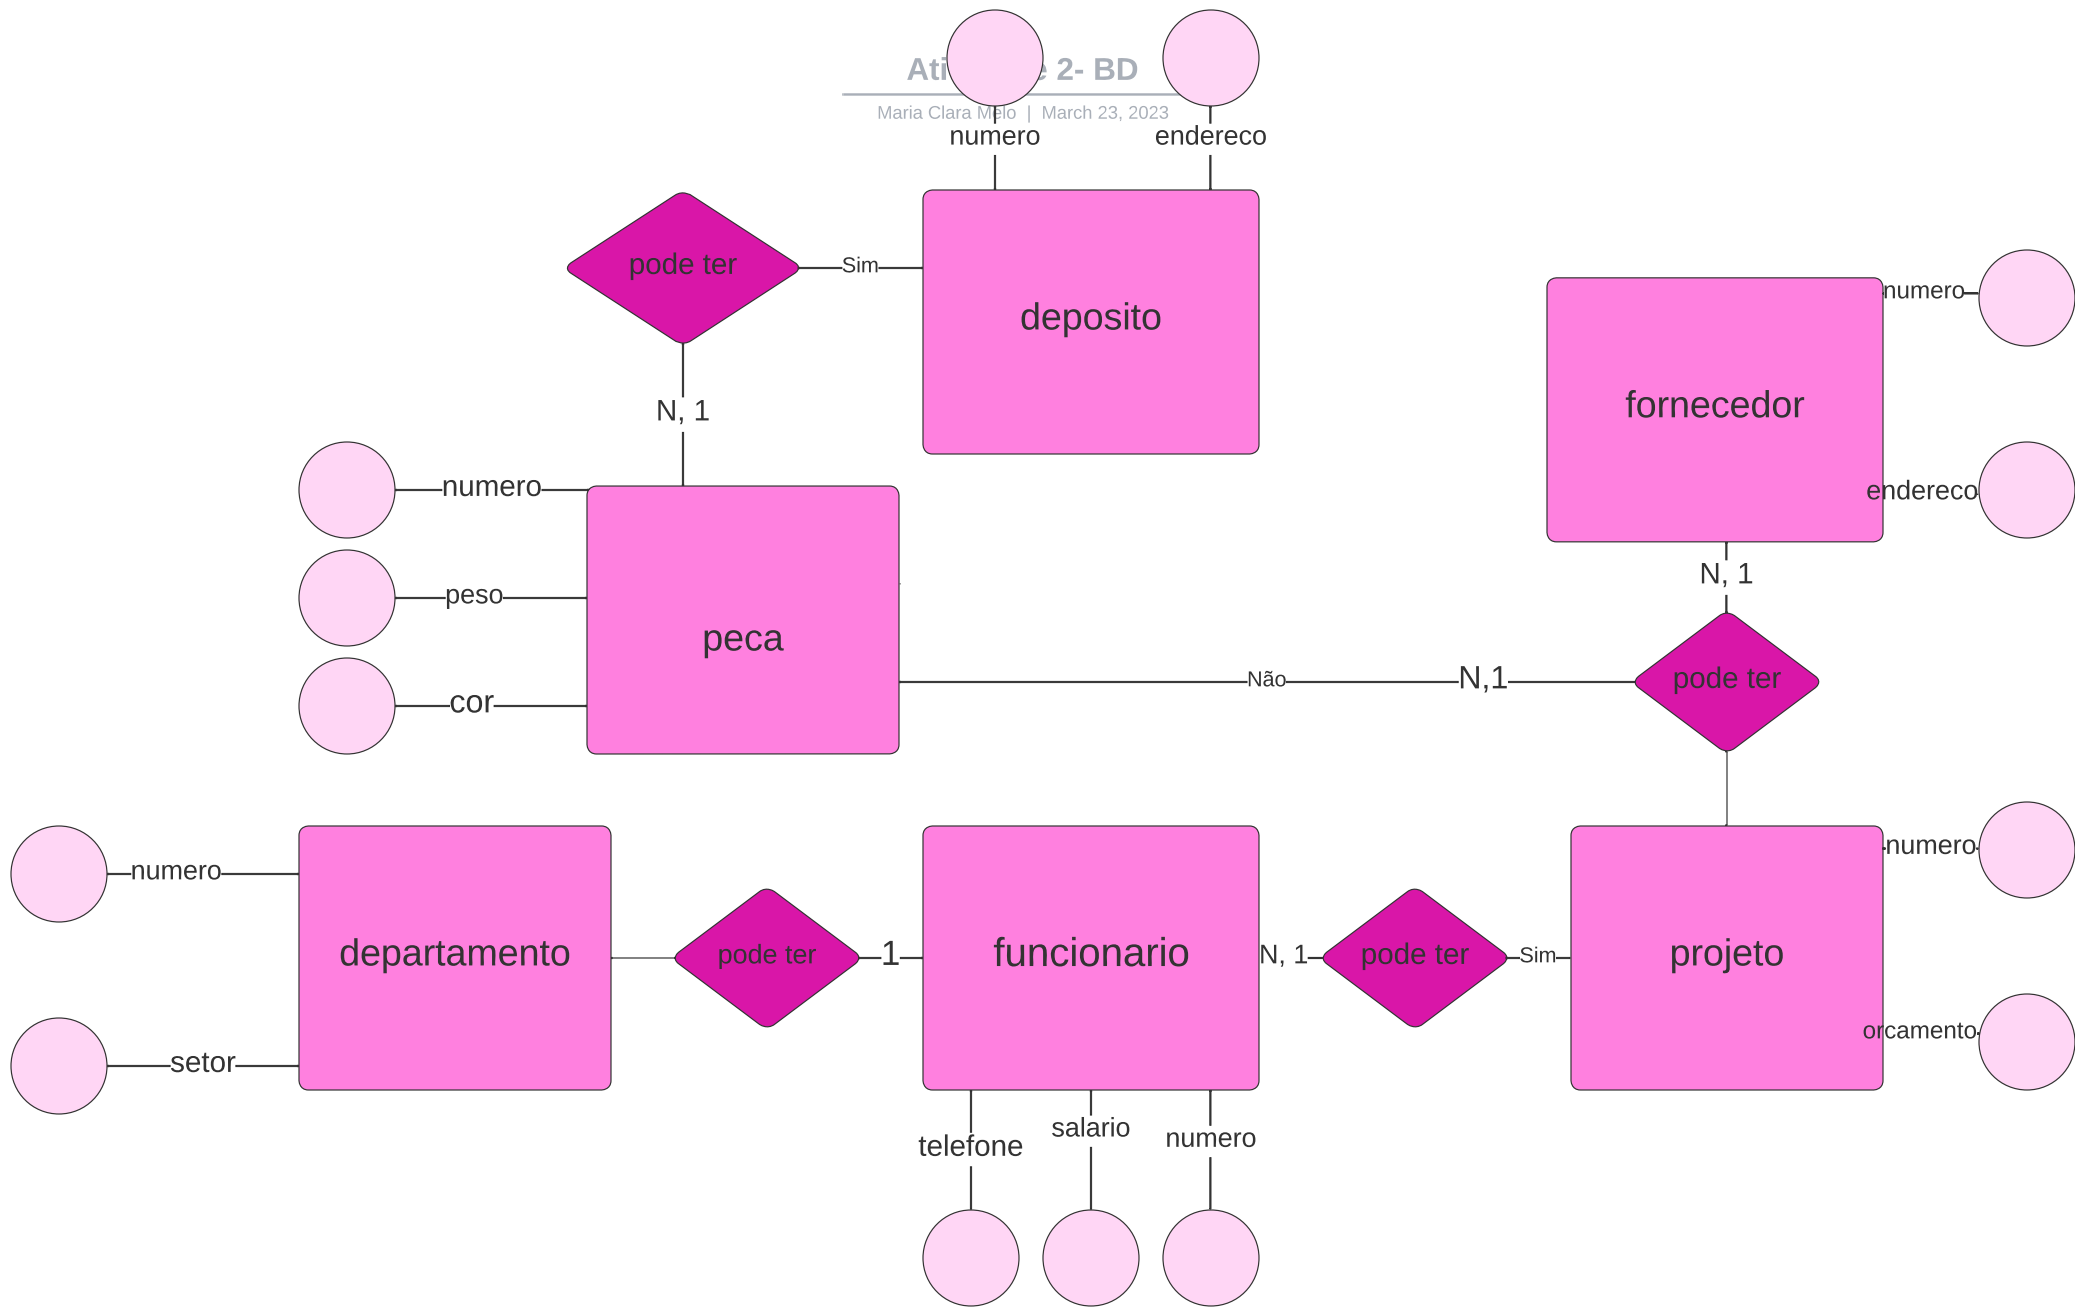 2- BD
Maria Clara Melo | March 23, 2023
numero
endereco
pode ter
Sim
deposito
numero
fornecedor
N, 1
numero
endereco
peso
N, 1
peca
Não
N,1
pode ter
cor
numero
numero
departamento
pode ter
1
funcionario
N, 1
pode ter
Sim
projeto
orcamento
setor
telefone
salario
numero